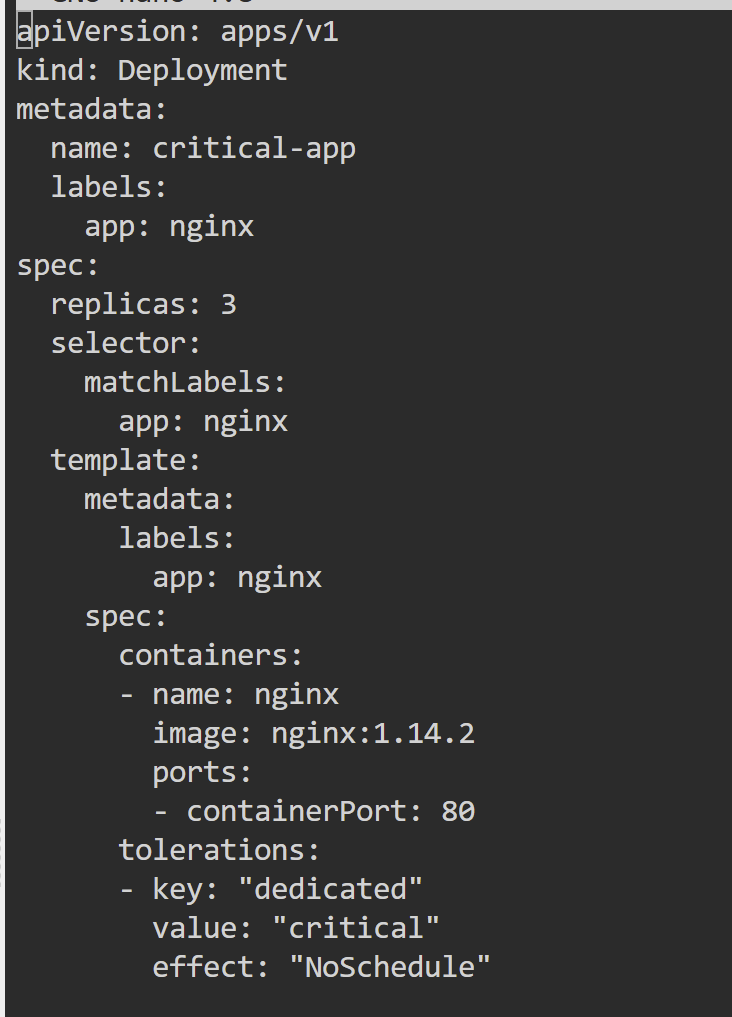 apiVersion: apps/v1
kind: Deployment
metadata:
  name: critical-app
  labels:
    app: nginx
spec:
  replicas: 3
  selector:
    matchLabels:
      app: nginx
  template:
    metadata:
      labels:
        app: nginx
    spec:
      containers:
      - name: nginx
        image: nginx:1.14.2
        ports:
        - containerPort: 80
      tolerations:
      - key: "dedicated"
        value: "critical"
        effect: "NoSchedule"